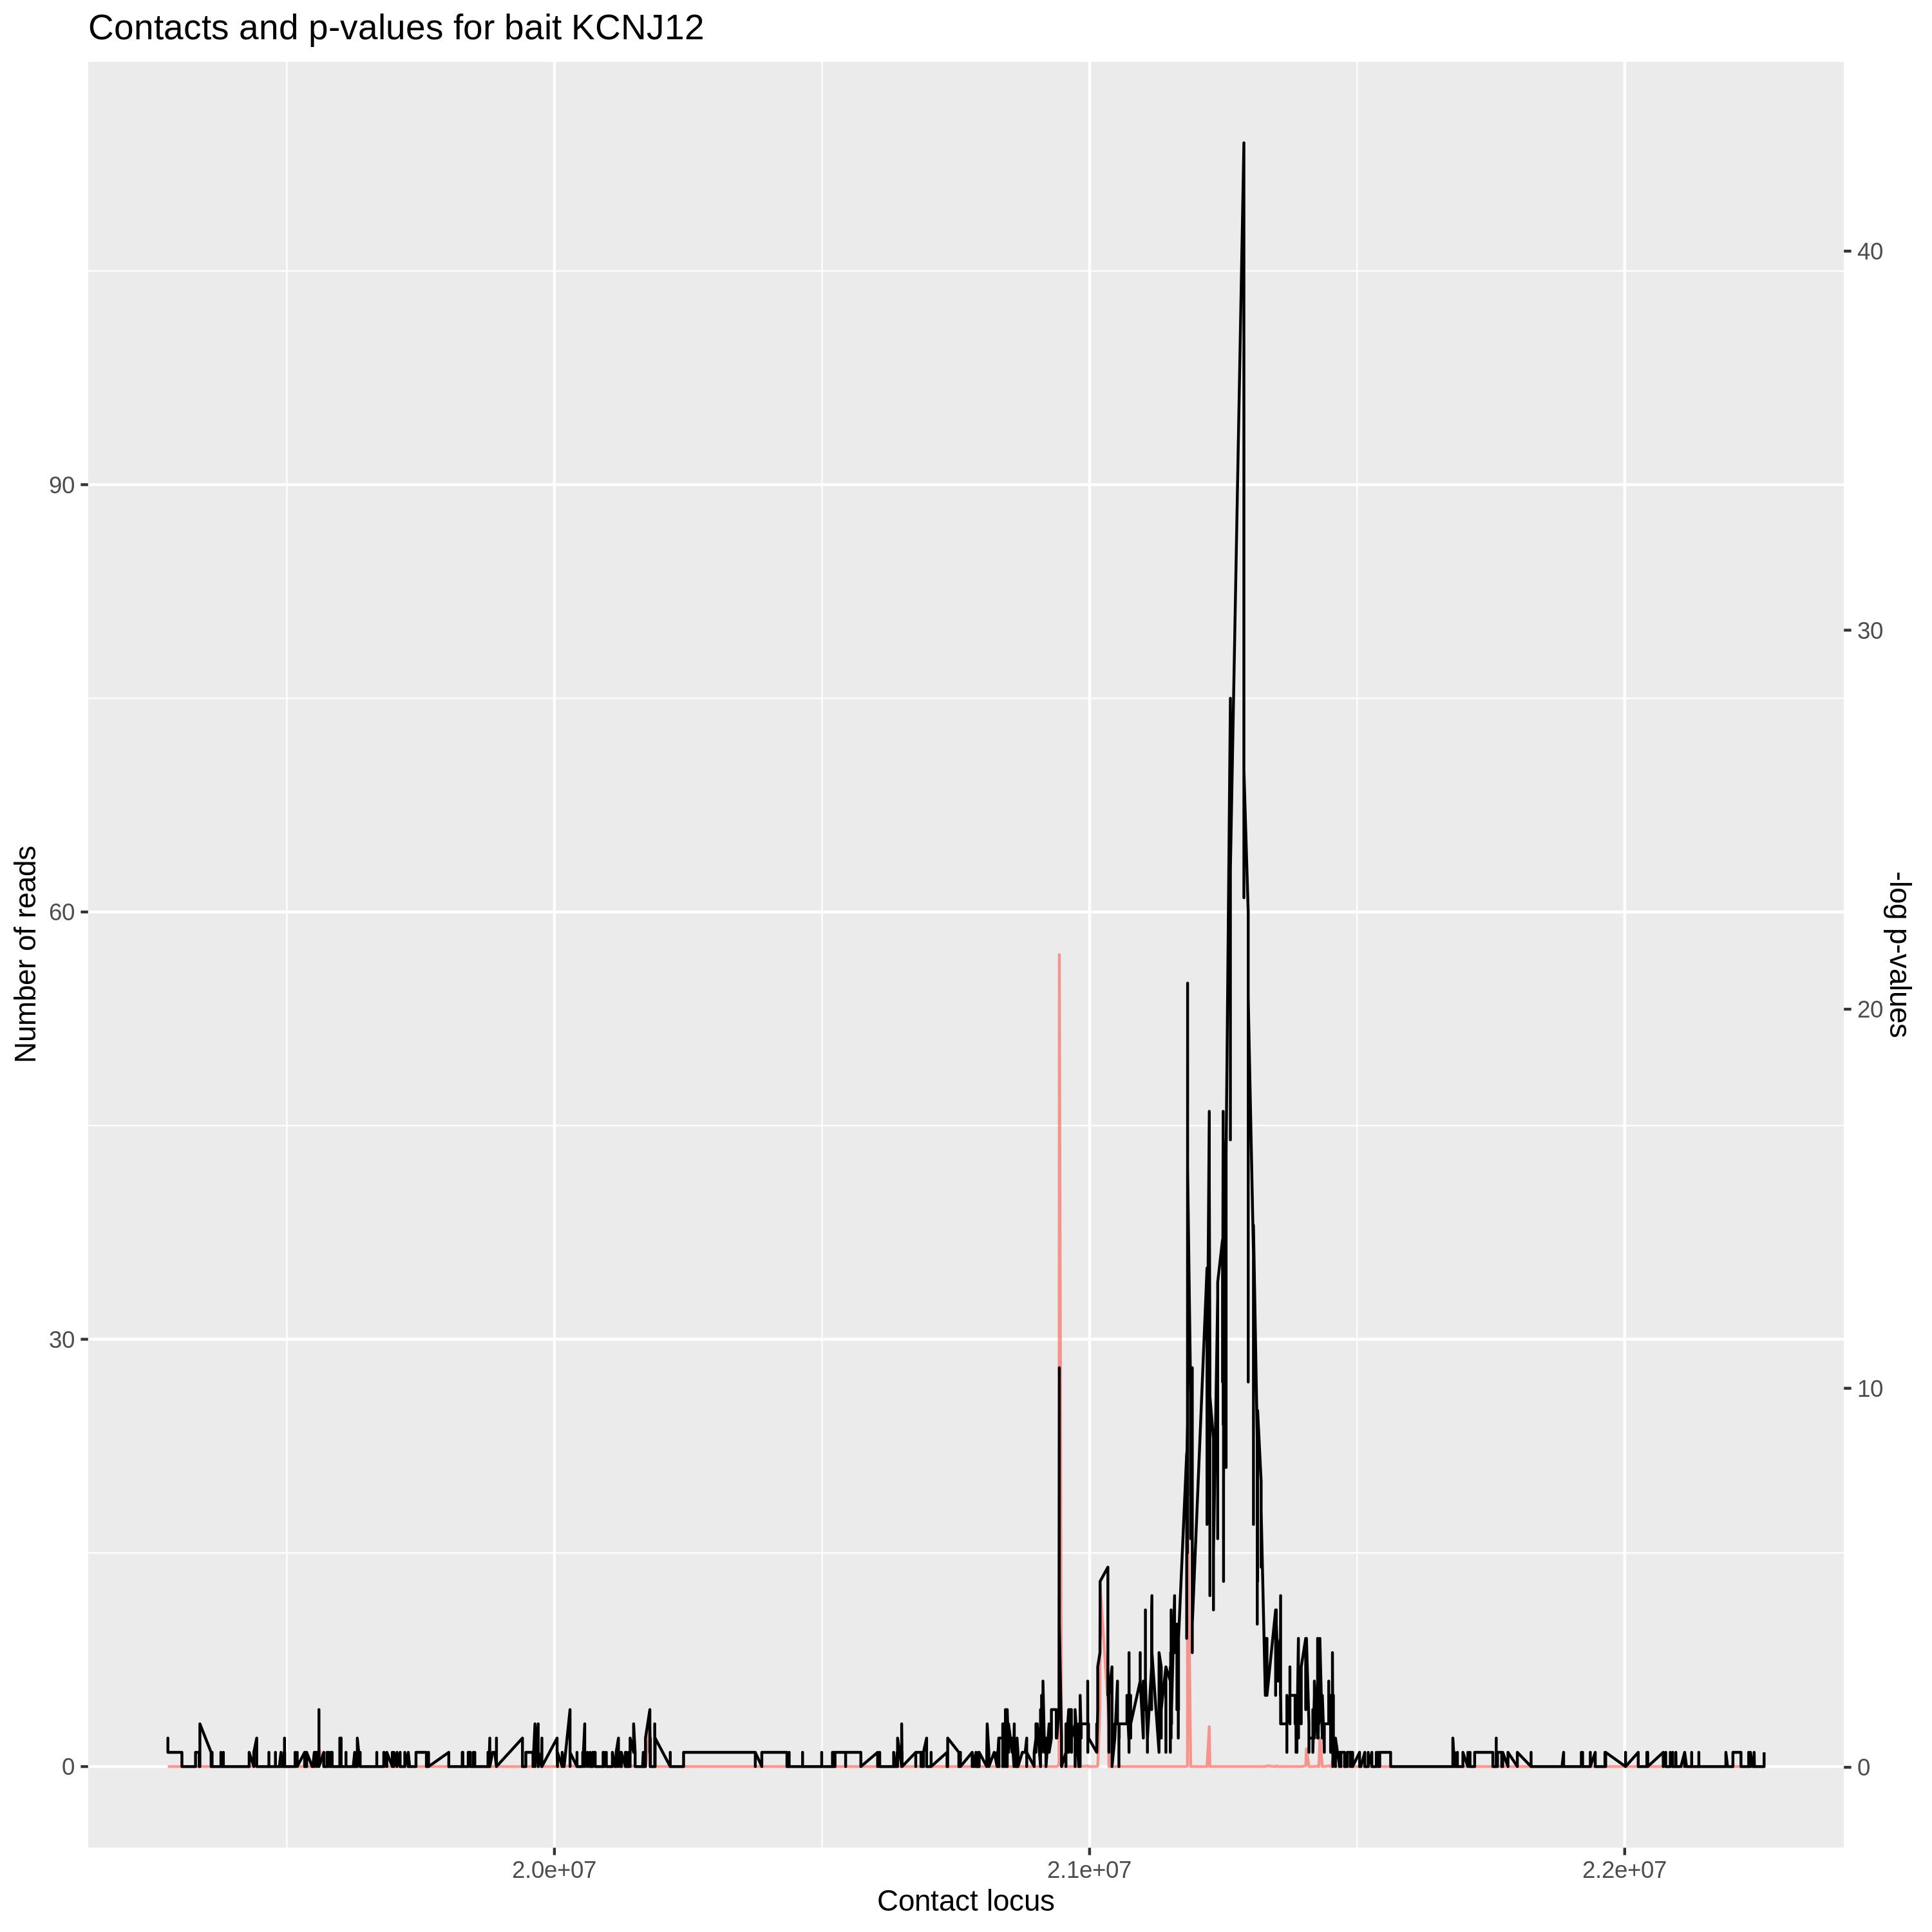 Contacts and p-values for bait KCNJ12
Number of reads
90
60
30
0
40
30
20
10
0
-log p-values
2.0e+07
2.1e+07
2.2e+07
Contact locus